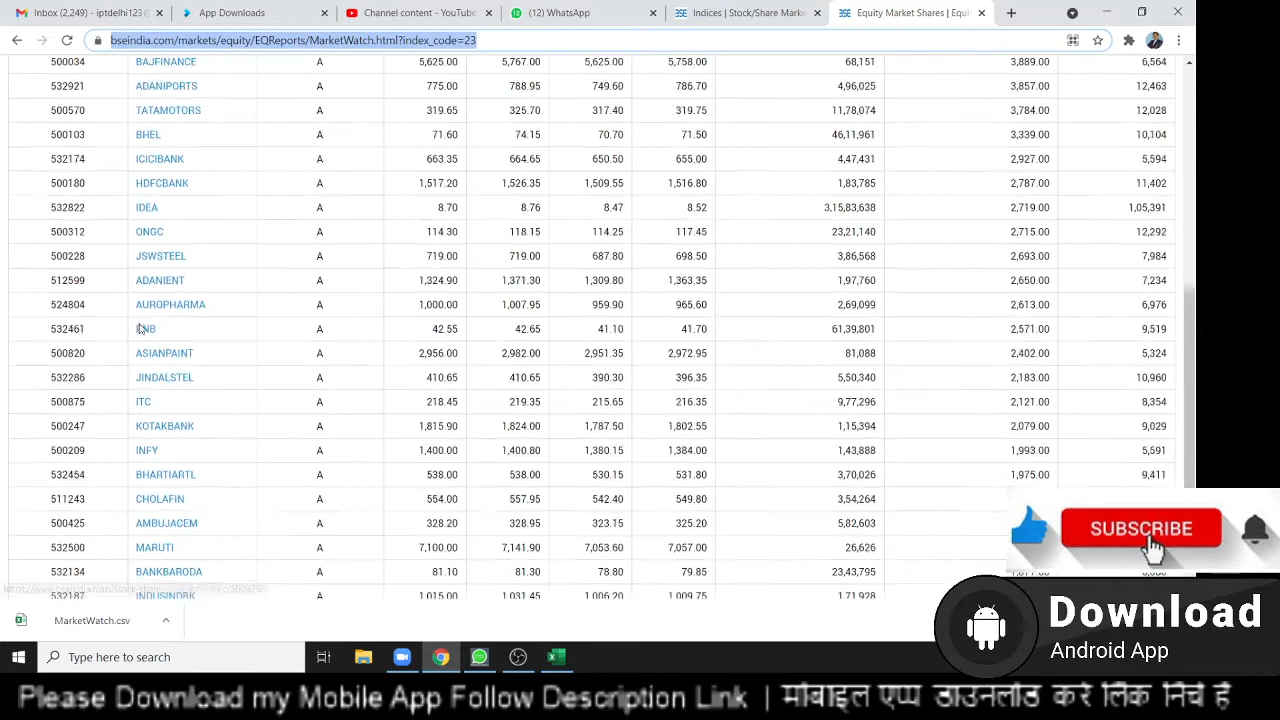 Inbox (2,249) - iptdelhi123
App Downloads
Channel content - YouTube
(12) WhatsApp
Indices | Stock/Share Market
Equity Market Shares | Equi
bseindia.com/markets/equity/EQReports/MarketWatch.html?index_code=23
500034 BAJFINANCE A 5,625.00 5,767.00 5,625.00 5,758.00 68,151 3,889.00 6,564
532921 ADANIPORTS A 775.00 788.95 749.60 786.70 4,96,025 3,857.00 12,463
500570 TATAMOTORS A 319.65 325.70 317.40 319.75 11,78,074 3,784.00 12,028
500103 BHEL A 71.60 74.15 70.70 71.50 46,11,961 3,339.00 10,104
532174 ICICIBANK A 663.35 664.65 650.50 655.00 4,47,431 2,927.00 5,594
500180 HDFCBANK A 1,517.20 1,526.35 1,509.55 1,516.80 1,83,785 2,787.00 11,402
532822 IDEA A 8.70 8.76 8.47 8.52 3,15,83,638 2,719.00 1,05,391
500312 ONGC A 114.30 118.15 114.25 117.45 23,21,140 2,715.00 12,292
500228 JSWSTEEL A 719.00 719.00 687.80 698.50 3,86,568 2,693.00 7,984
512599 ADANIENT A 1,324.90 1,371.30 1,309.80 1,363.35 1,97,760 2,650.00 7,234
524804 AUROPHARMA A 1,000.00 1,007.95 959.90 965.60 2,69,099 2,613.00 6,976
532461 PNB A 42.55 42.65 41.10 41.70 61,39,801 2,571.00 9,519
500820 ASIANPAINT A 2,956.00 2,982.00 2,951.35 2,972.95 81,088 2,402.00 5,324
532286 JINDALSTEL A 410.65 410.65 390.30 396.35 5,50,340 2,183.00 10,960
500875 ITC A 218.45 219.35 215.65 216.35 9,77,296 2,121.00 8,354
500247 KOTAKBANK A 1,815.90 1,824.00 1,787.50 1,802.55 1,15,394 2,079.00 9,029
500209 INFY A 1,400.80 1,400.80 1,380.15 1,384.00 1,43,888 1,993.00 5,591
532454 BHARTIARTL A 538.00 538.00 530.15 531.80 3,70,026 1,975.00 9,411
511243 CHOLAFIN A 554.00 557.95 542.40 549.80 3,54,264
500425 AMBUJACEM A 328.20 328.95 323.15 325.20 5,82,603
532500 MARUTI A 7,100.00 7,141.90 7,053.60 7,057.00 26,626
532134 BANKBARODA A 81.10 81.30 78.80 79.85 23,43,795
532187 INDUSINDBK A 1,015.00 1,031.45 1,006.20 1,009.75 1,71,928
SUBSCRIBE
Download
Android App
MarketWatch.csv
Type here to search
Please Download my Mobile App Follow Description Link | मोबाइल एप्प डाउनलोड करे लिंक निचे हे